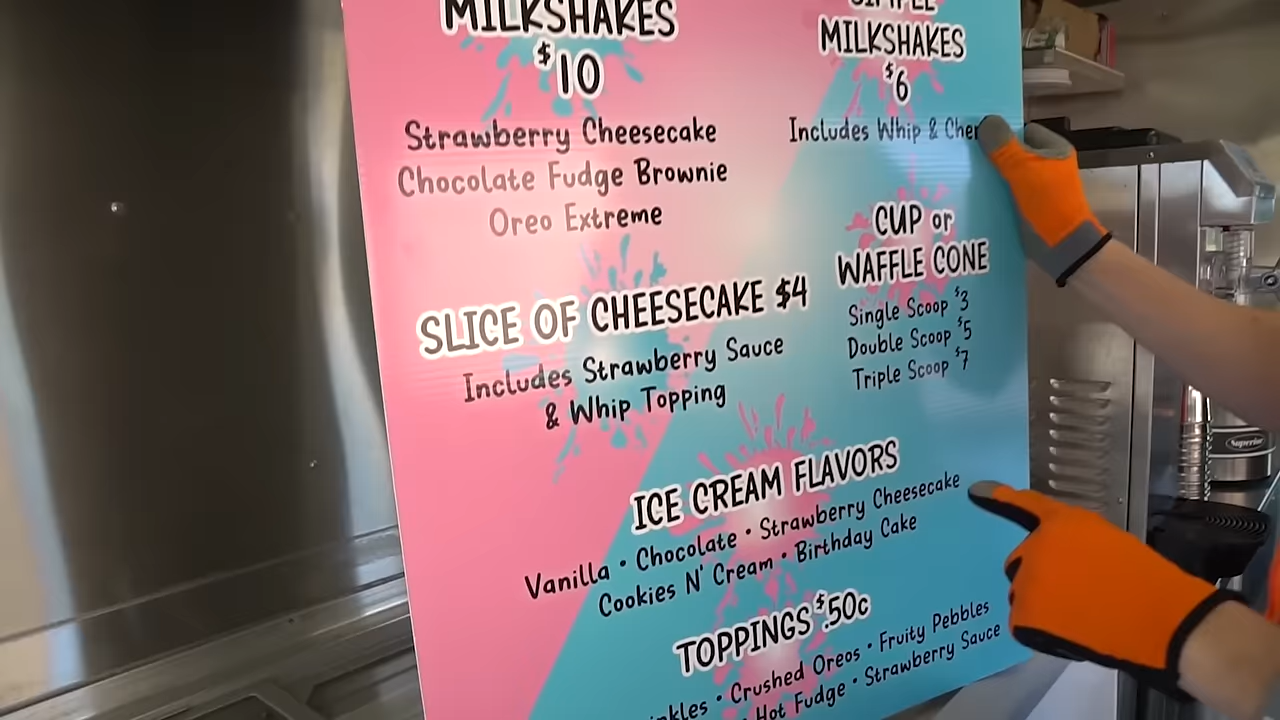 MILKSHAKES
$10
Strawberry Cheesecake
Chocolate Fudge Brownie
Oreo Extreme
SLICE OF CHEESECAKE $4
Includes Strawberry Sauce
& Whip Topping
SIMPLE
MILKSHAKES
$6
Includes Whip &
CUP or
WAFFLE CONE
Single Scoop $3
Double Scoop $5
Triple Scoop $7
ICE CREAM FLAVORS
Vanilla • Chocolate • Strawberry Cheesecake
Cookies N' Cream • Birthday Cake
TOPPINGS $.50c
• Crushed Oreos • Fruity Pebbles
Hot Fudge • Strawberry Sauce
Superior